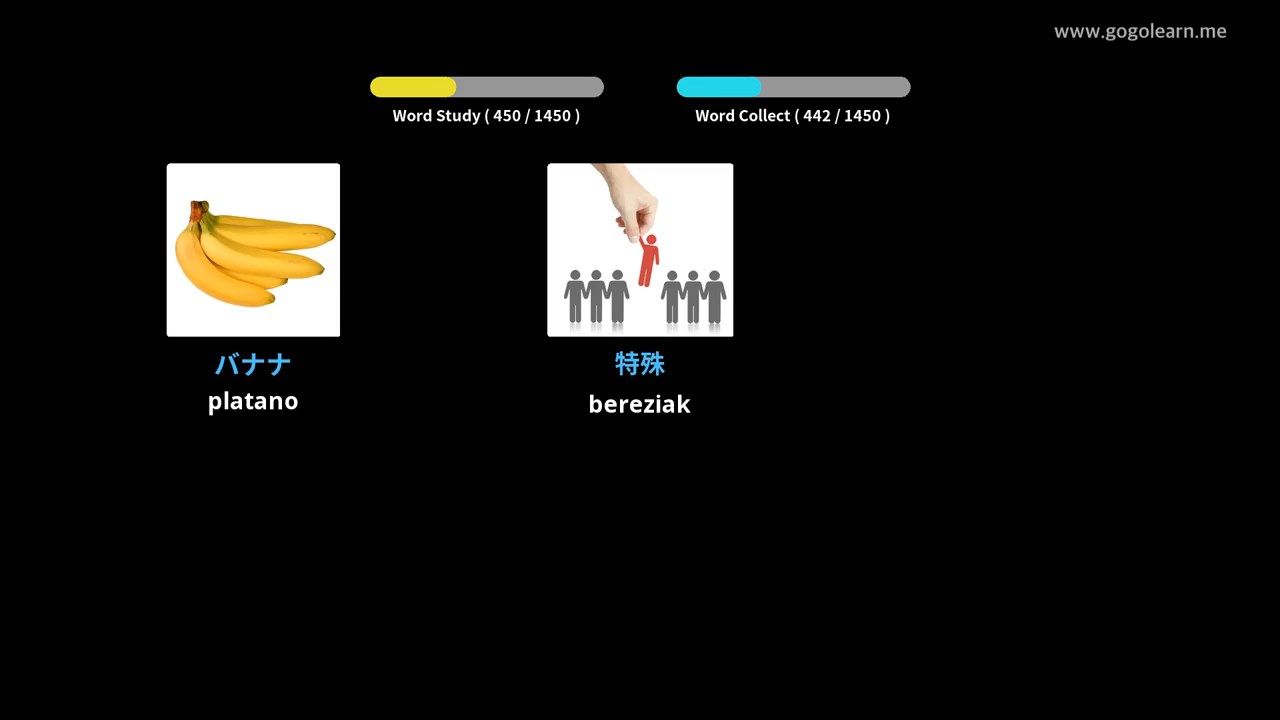 www.gogolearn.me
Word Study ( 450 / 1450 )
Word Collect ( 442 / 1450 )
バナナ
platano
特殊
bereziak